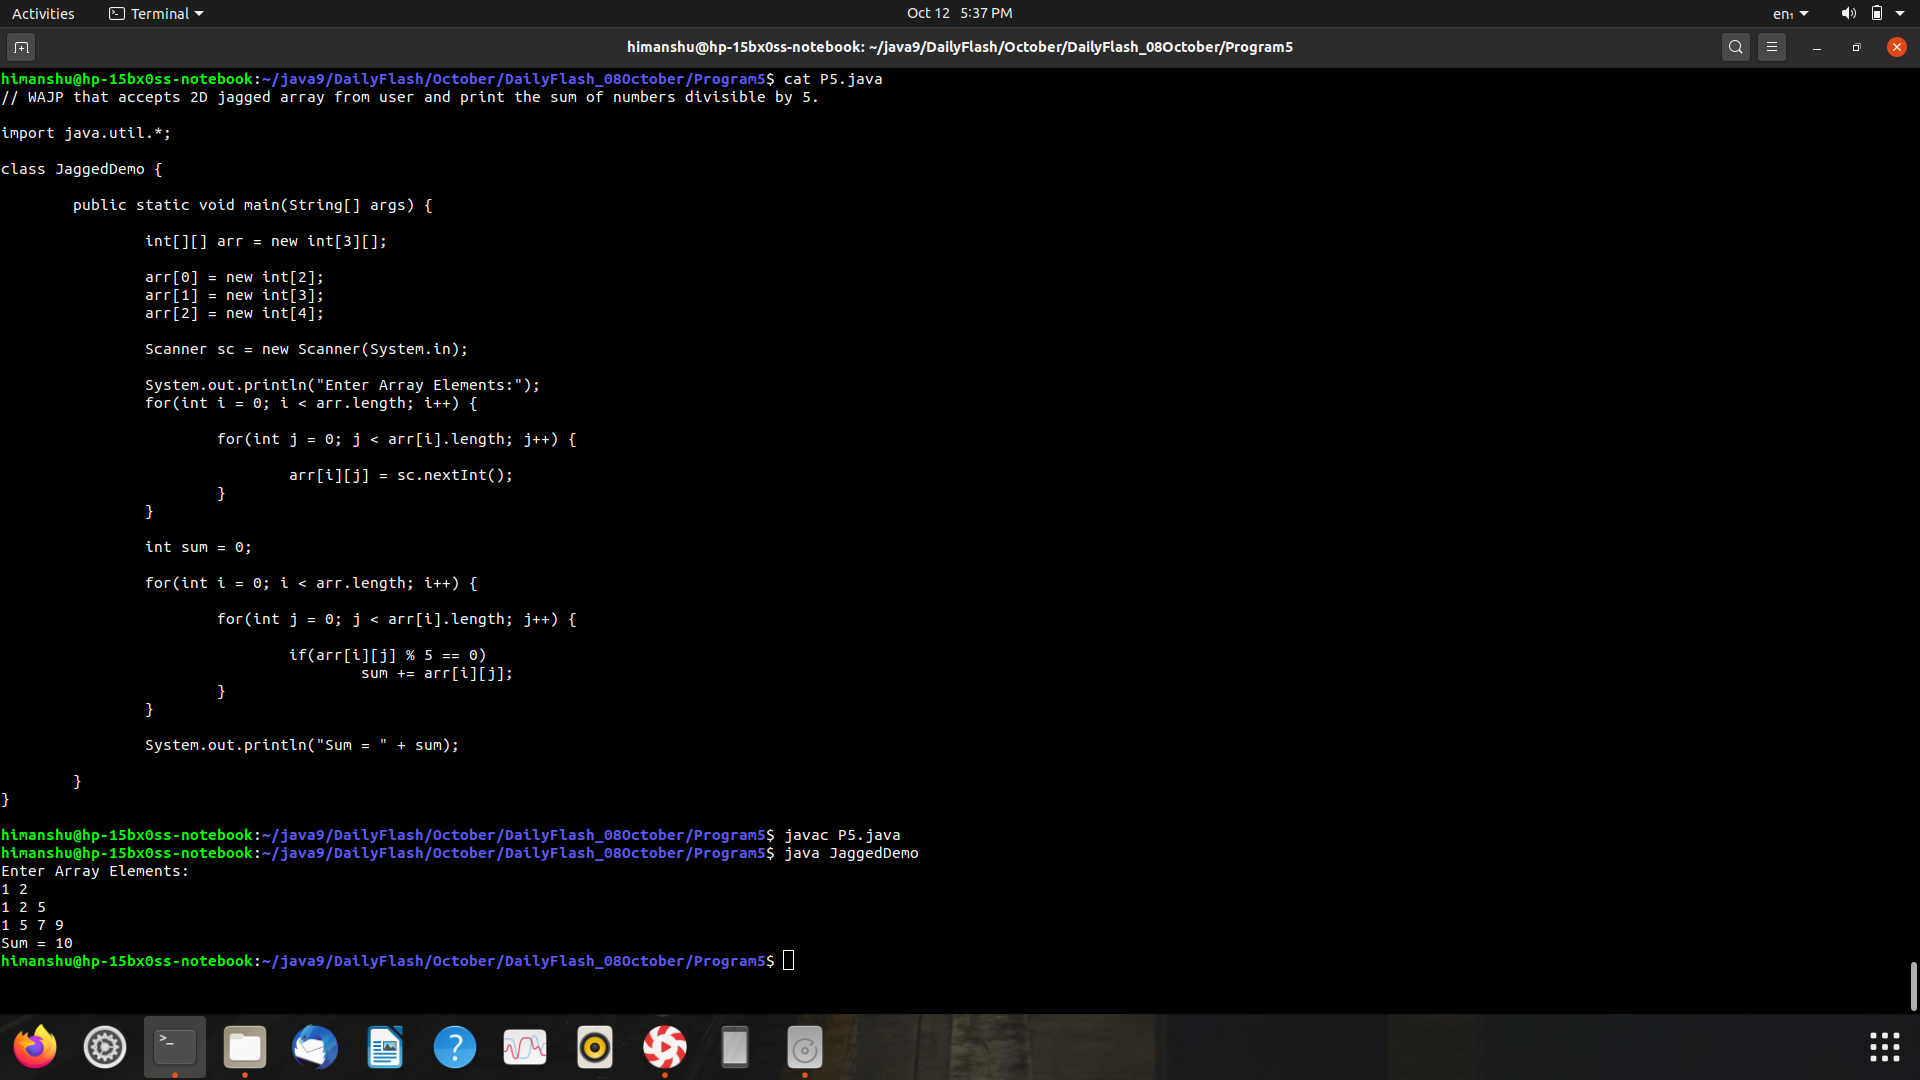 Activities Terminal Oct 12 5:37 PM en₁
himanshu@hp-15bx0ss-notebook: ~/java9/DailyFlash/October/DailyFlash_08October/Program5
himanshu@hp-15bx0ss-notebook:~/java9/DailyFlash/October/DailyFlash_08October/Program5$ cat P5.java
// WAJP that accepts 2D jagged array from user and print the sum of numbers divisible by 5.
import java.util.*;
class JaggedDemo {
public static void main(String[] args) {
int[][] arr = new int[3][];
arr[0] = new int[2];
arr[1] = new int[3];
arr[2] = new int[4];
Scanner sc = new Scanner(System.in);
System.out.println("Enter Array Elements:");
for(int i = 0; i < arr.length; i++) {
for(int j = 0; j < arr[i].length; j++) {
arr[i][j] = sc.nextInt();
}
}
int sum = 0;
for(int i = 0; i < arr.length; i++) {
for(int j = 0; j < arr[i].length; j++) {
if(arr[i][j] % 5 == 0)
sum += arr[i][j];
}
}
System.out.println("Sum = " + sum);
}
}
himanshu@hp-15bx0ss-notebook:~/java9/DailyFlash/October/DailyFlash_08October/Program5$ javac P5.java
himanshu@hp-15bx0ss-notebook:~/java9/DailyFlash/October/DailyFlash_08October/Program5$ java JaggedDemo
Enter Array Elements:
1 2
1 2 5
1 5 7 9
Sum = 10
himanshu@hp-15bx0ss-notebook:~/java9/DailyFlash/October/DailyFlash_08October/Program5$